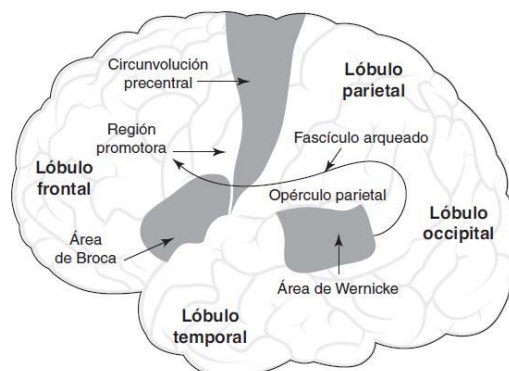 Circunvolución
precentral
Lóbulo
parietal
Región
promotora
Fascículo arqueado
Lóbulo
frontal
Opérculo parietal
Lóbulo
occipital
Área
de Broca
Área de Wernicke
Lóbulo
temporal